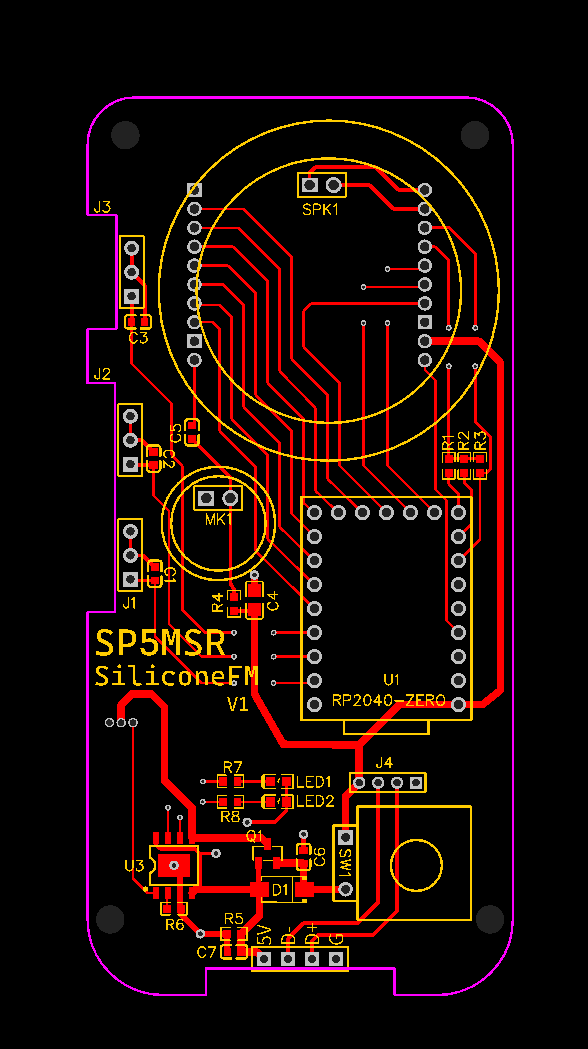 J3
SPK1
C3
J2
C5
C2
R1
R2
R3
MK1
C1
J1
R4
C4
SP5MSR
SiliconeFM
V1
U1
RP2040-ZERO
J4
R7
LED1
R8
LED2
Q1
U3
C6
SW1
D1
R6
R5
C7
5V
D-
D+
G